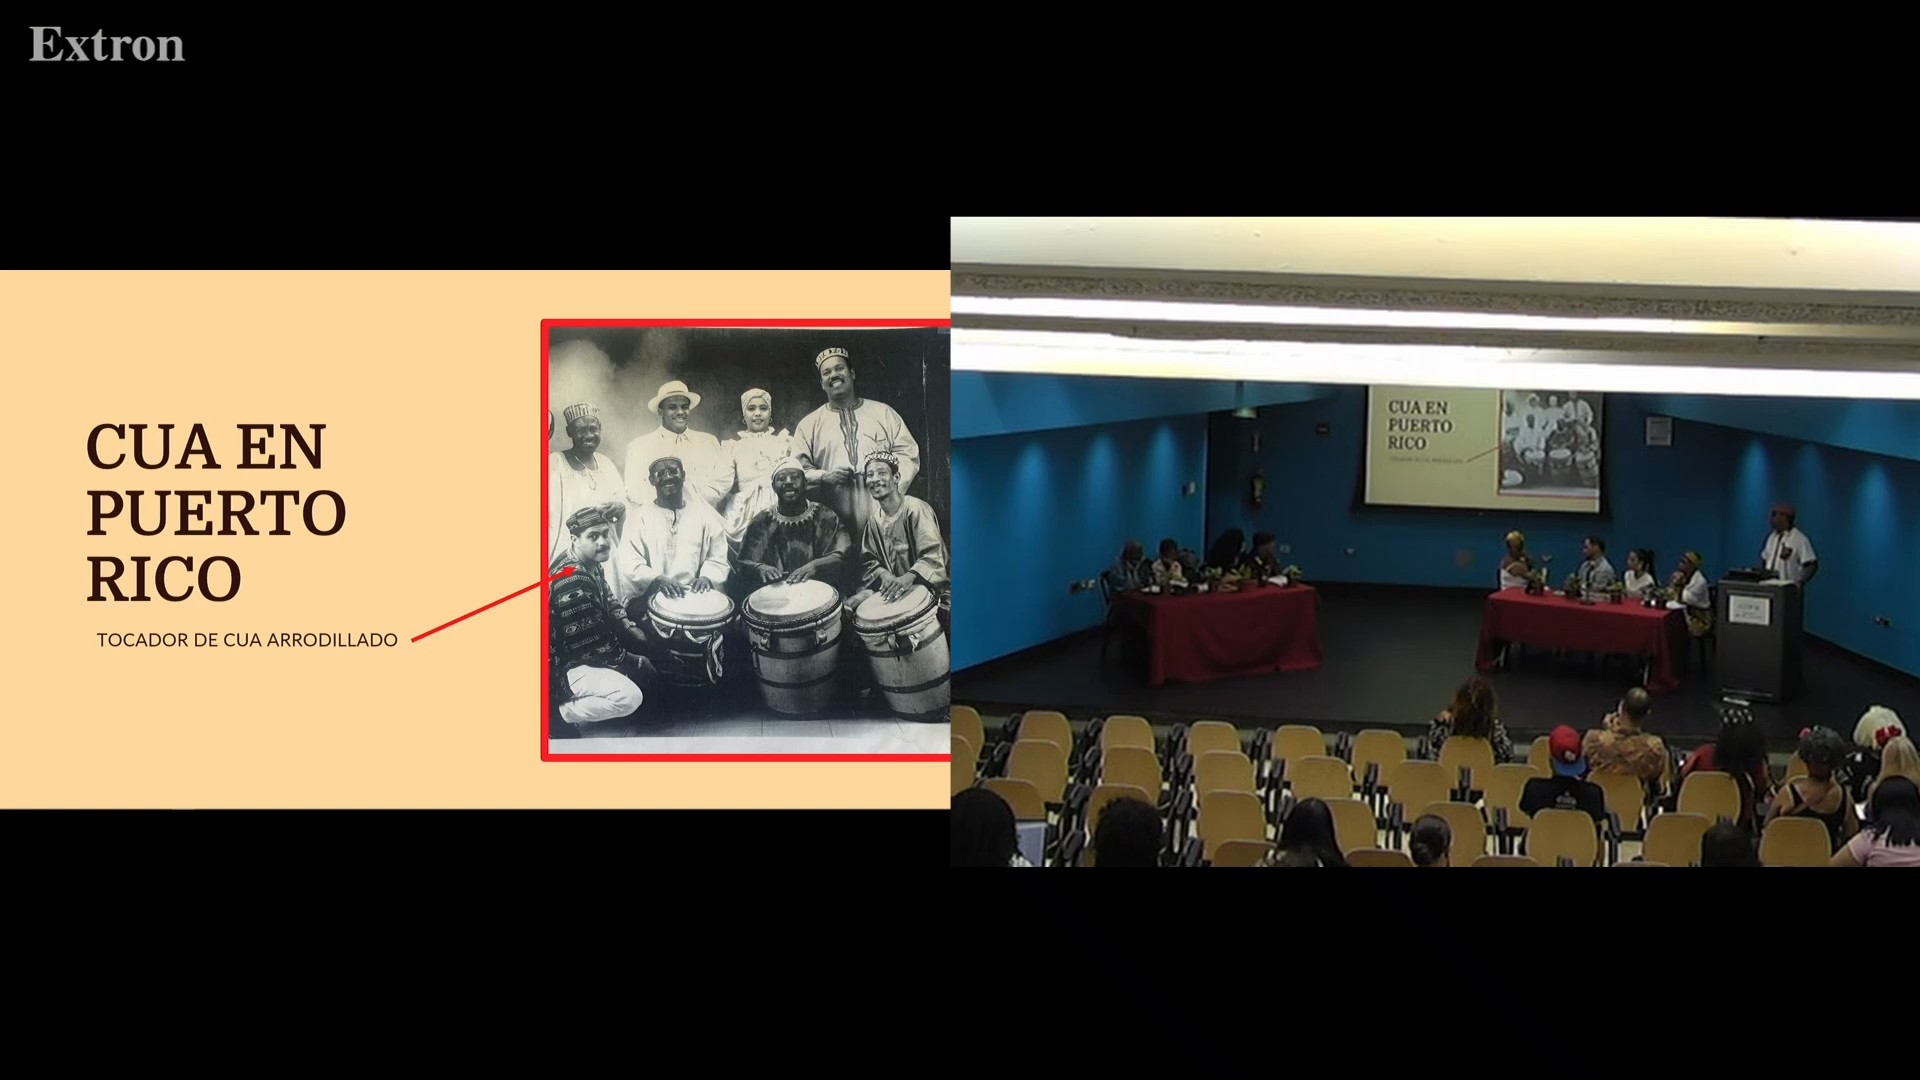 Extron
CUA EN
PUERTO
RICO
TOCADOR DE CUA ARRODILLADO
CUA EN
PUERTO
RICO